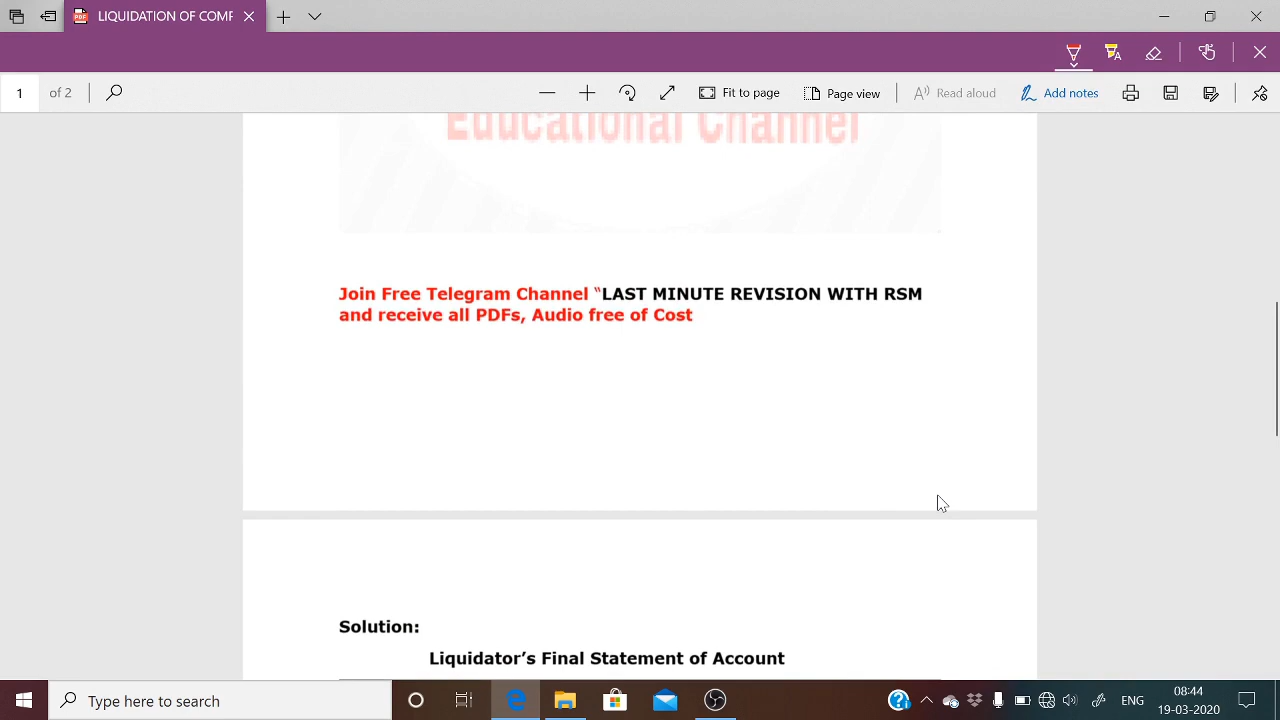 LIQUIDATION OF COMP
1 of 2
Fit to page
Page view
Read aloud
Add notes
Educational Channel
Join Free Telegram Channel “LAST MINUTE REVISION WITH RSM
and receive all PDFs, Audio free of Cost
Solution:
Liquidator’s Final Statement of Account
Type here to search
ENG
08:44
19-03-2020